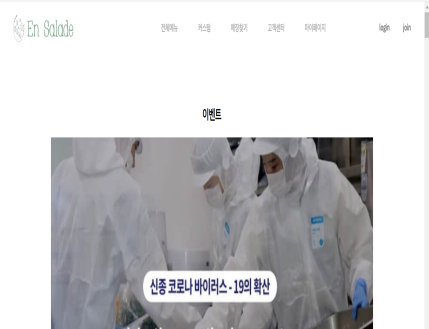 En Salade
전체메뉴 커스텀 매장찾기 고객센터 마이페이지 login join
이벤트
신종 코로나 바이러스 - 19의 확산